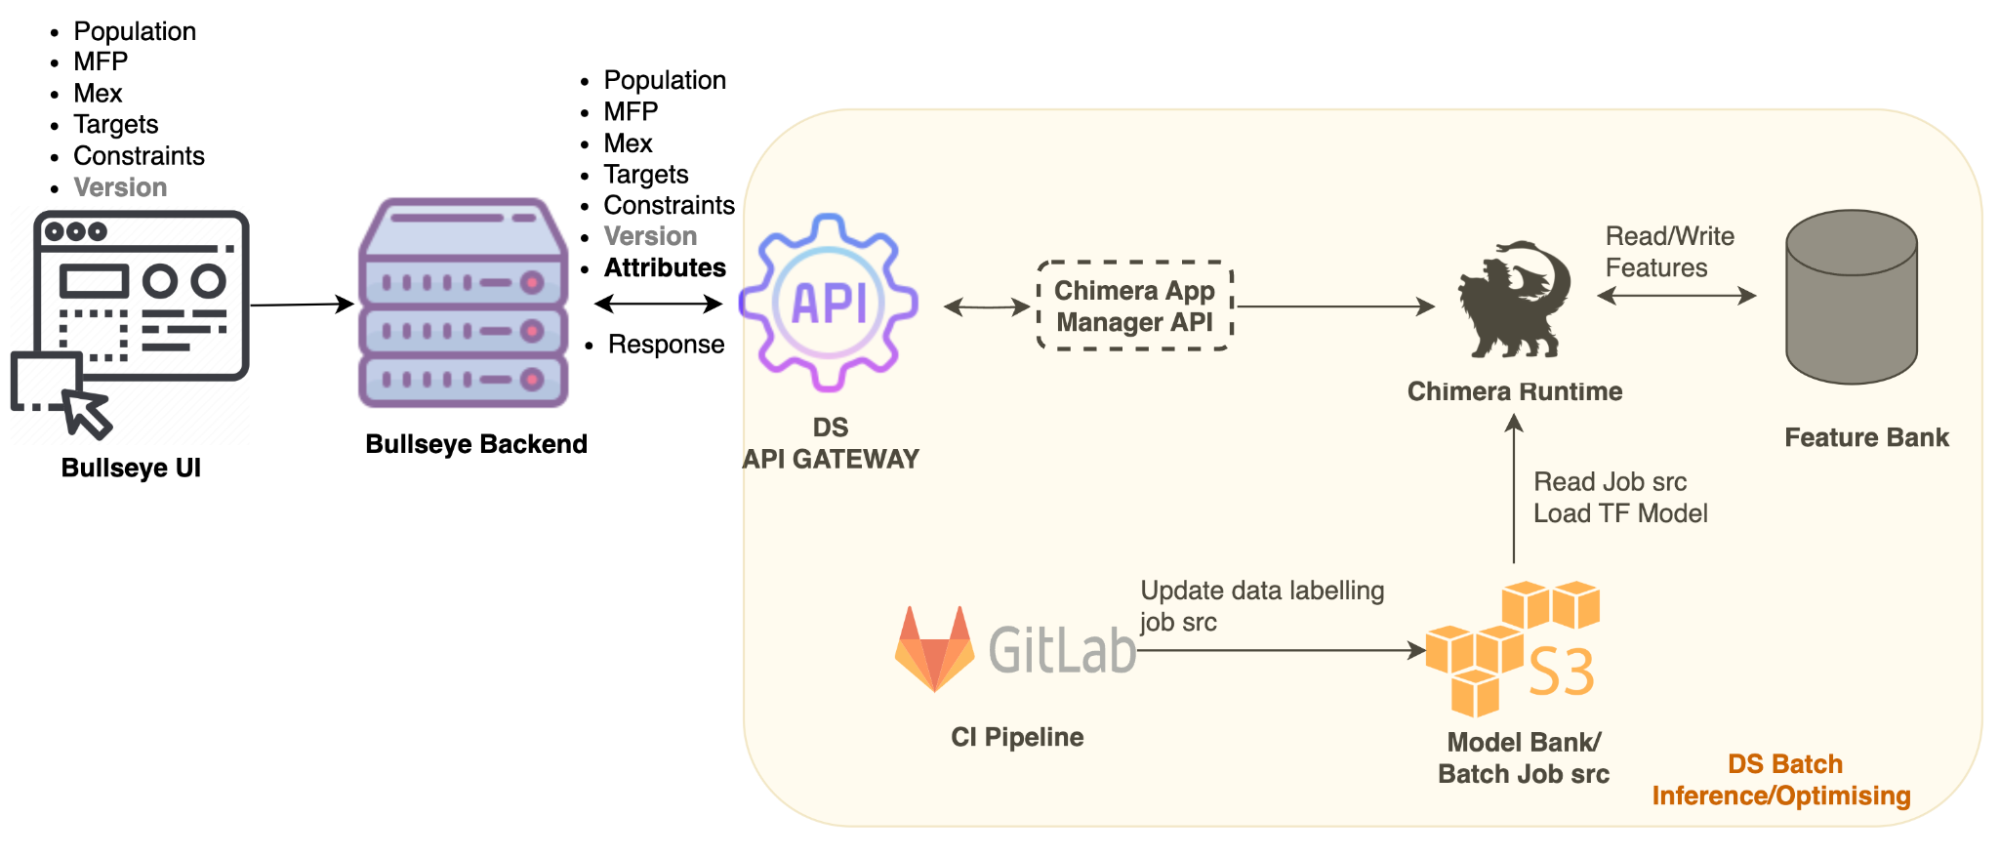 • Population
• MFP
• Mex
• Targets
• Constraints
• Version
Bullseye UI
Bullseye Backend
• Population
• MFP
• Mex
• Targets
• Constraints
• Version
• Attributes
• Response
API
DS
API GATEWAY
Chimera App
Manager API
Chimera Runtime
Read/Write
Features
Feature Bank
Read Job src
Load TF Model
GitLab
CI Pipeline
Update data labelling
job src
S3
Model Bank/
Batch Job src
DS Batch
Inference/Optimising